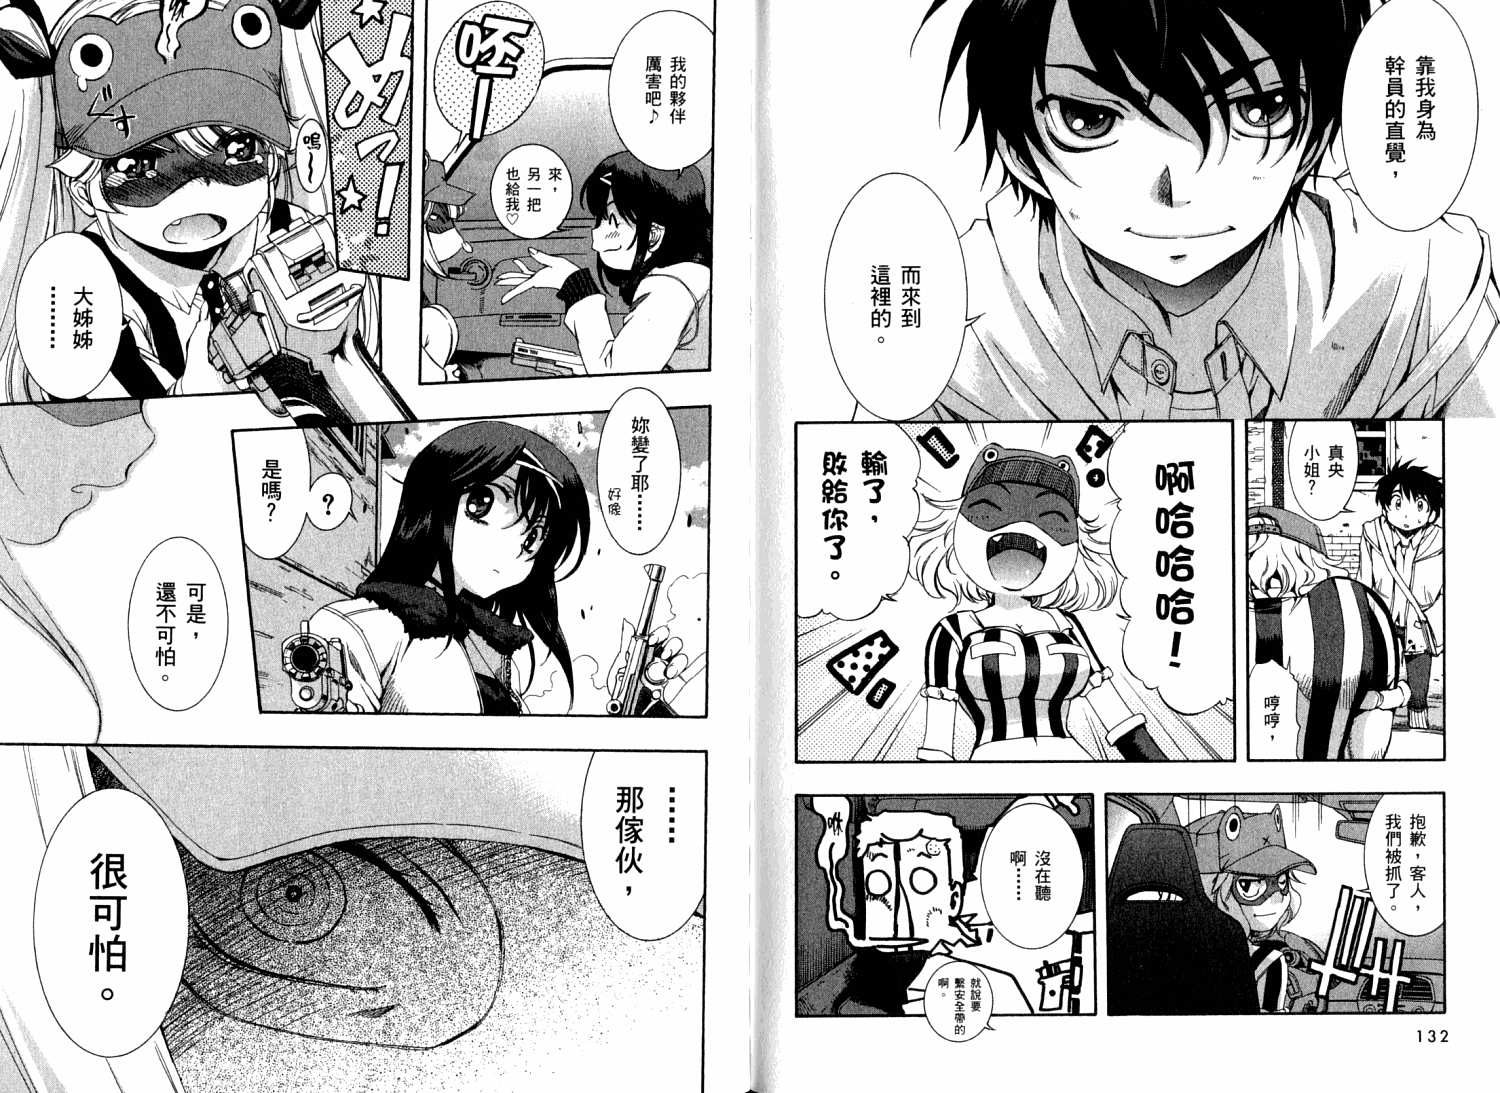 靠我身為
幹員的直覺，
而來到
這裡的。
真央
小姐？
哼哼，
啊哈哈哈哈！
輸了，
敗給你了。
抱歉，客人，
我們被抓了。
沒在聽
啊……
就說要
繫安全帶的
啊。
咻
132
我的夥伴
厲害吧♪
呸—
來，
另一把
也給我♡
めっ！
ぐす
嗚～
大姊姊
………
妳變了耶……
好像
？
是嗎？
可是，
還不可怕。
……
那傢伙，
很可怕。